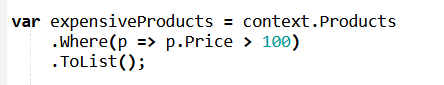 var expensiveProducts = context.Products
    .Where(p => p.Price > 100)
    .ToList();